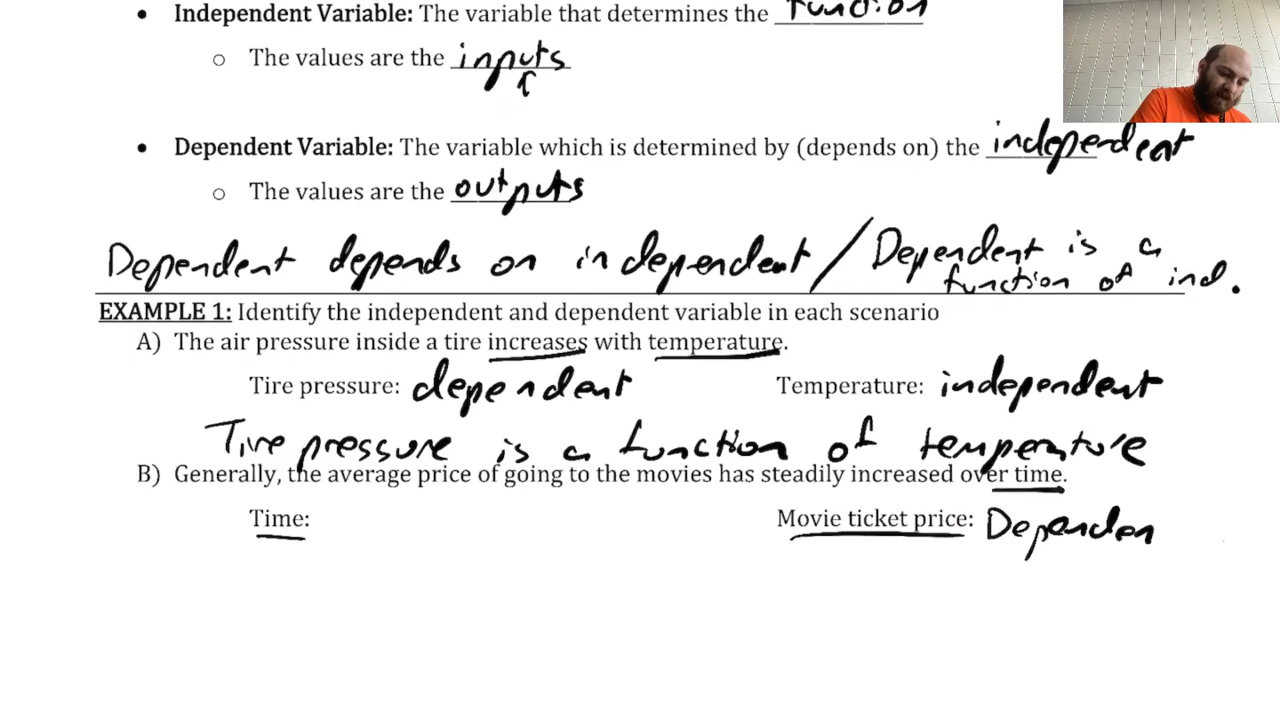 • Independent Variable: The variable that determines the function
○ The values are the inputs
• Dependent Variable: The variable which is determined by (depends on) the independent
○ The values are the outputs
Dependent depends on independent / Dependent is a
function of ind.
EXAMPLE 1: Identify the independent and dependent variable in each scenario
A) The air pressure inside a tire increases with temperature.
Tire pressure: dependent Temperature: independent
Tire pressure is a function of temperature
B) Generally, the average price of going to the movies has steadily increased over time.
Time: Movie ticket price: Dependen